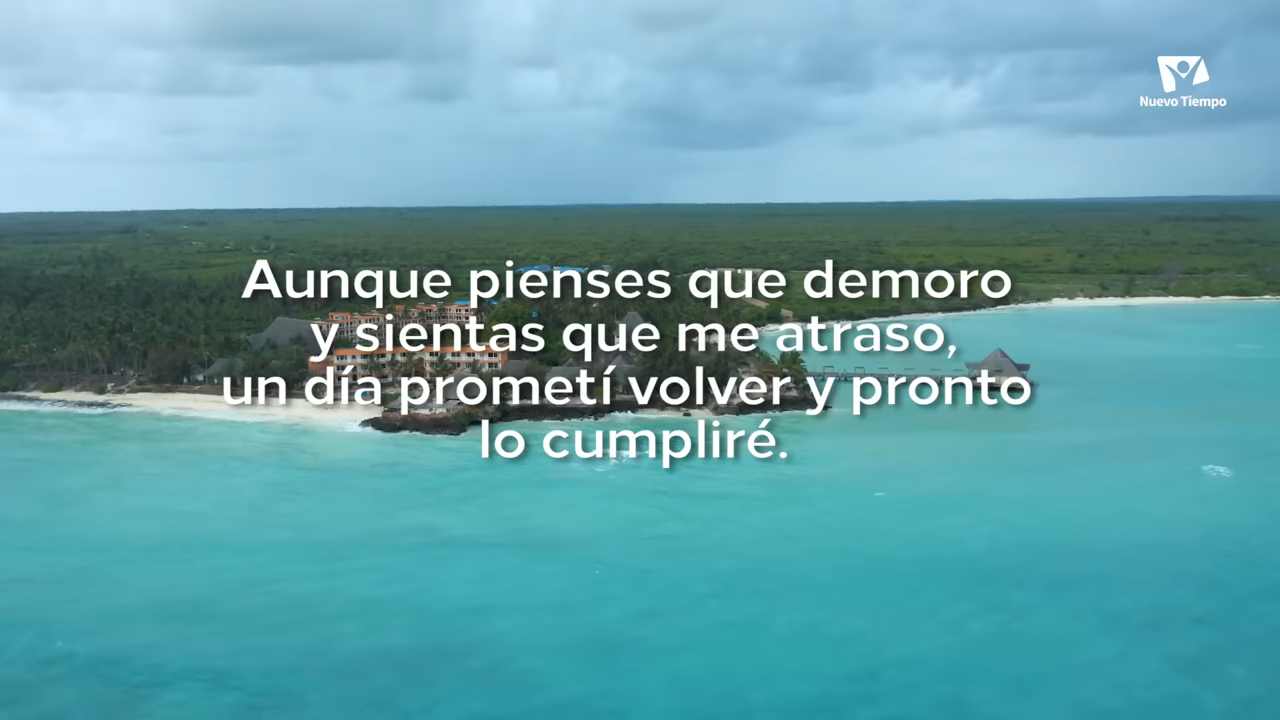 Nuevo Tiempo
Aunque pienses que demoro
y sientas que me atraso,
un día prometí volver y pronto
lo cumpliré.